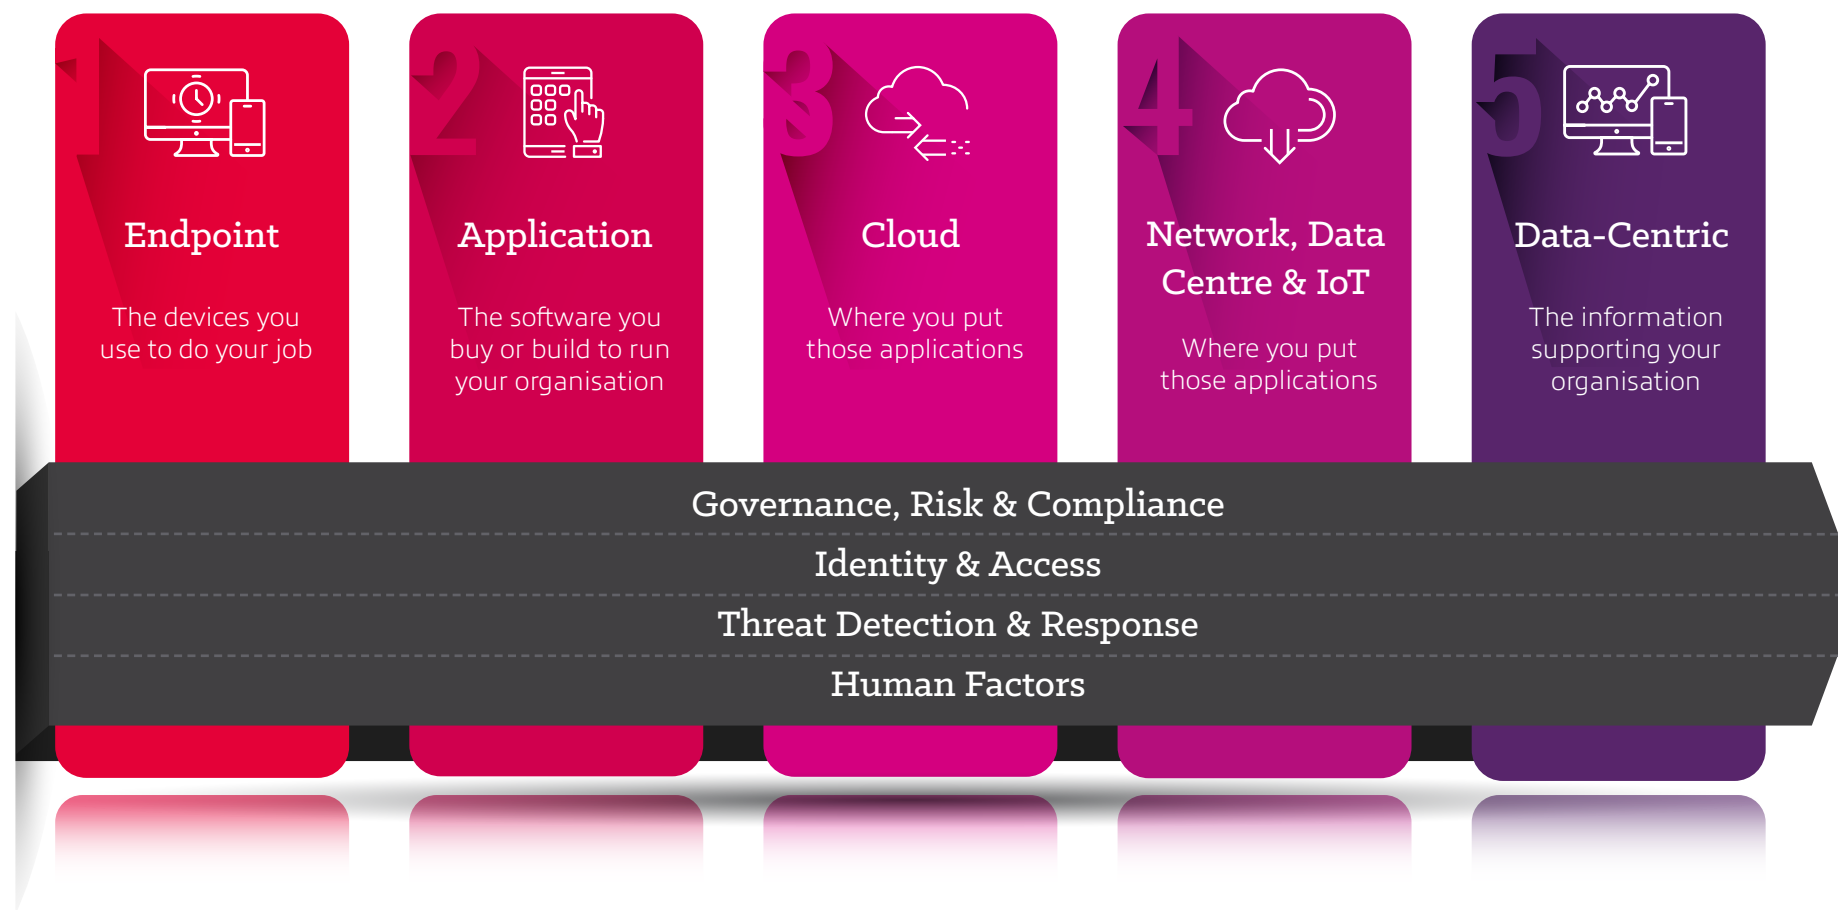 1
Endpoint
The devices you
use to do your job
2
Application
The software you
buy or build to run
your organisation
3
Cloud
Where you put
those applications
4
Network, Data
Centre & IoT
Where you put
those applications
5
Data-Centric
The information
supporting your
organisation
Governance, Risk & Compliance
Identity & Access
Threat Detection & Response
Human Factors